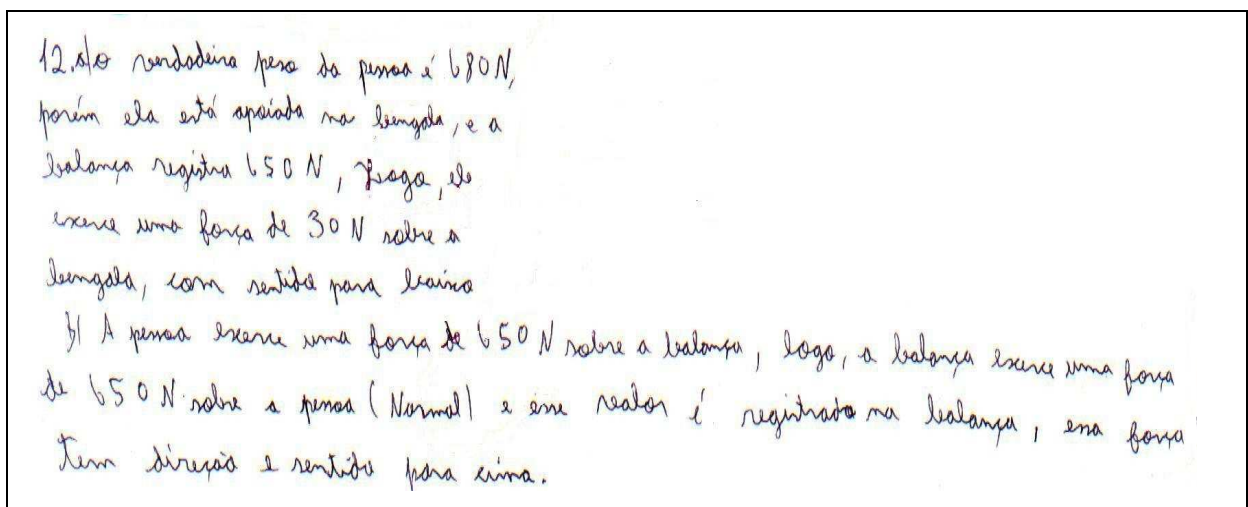 12.a/o verdadeiro peso da pessoa é 680N,
porém ela está apoiada na bengala, e a
balança registra 650 N, Logo, ele
exerce uma força de 30 N sobre a
bengala, com sentido para baixo
b/ A pessoa exerce uma força de 650 N sobre a balança, logo, a balança exerce uma força
de 650 N sobre a pessoa (Normal) e esse valor é registrado na balança, essa força
tem direção e sentido para cima.